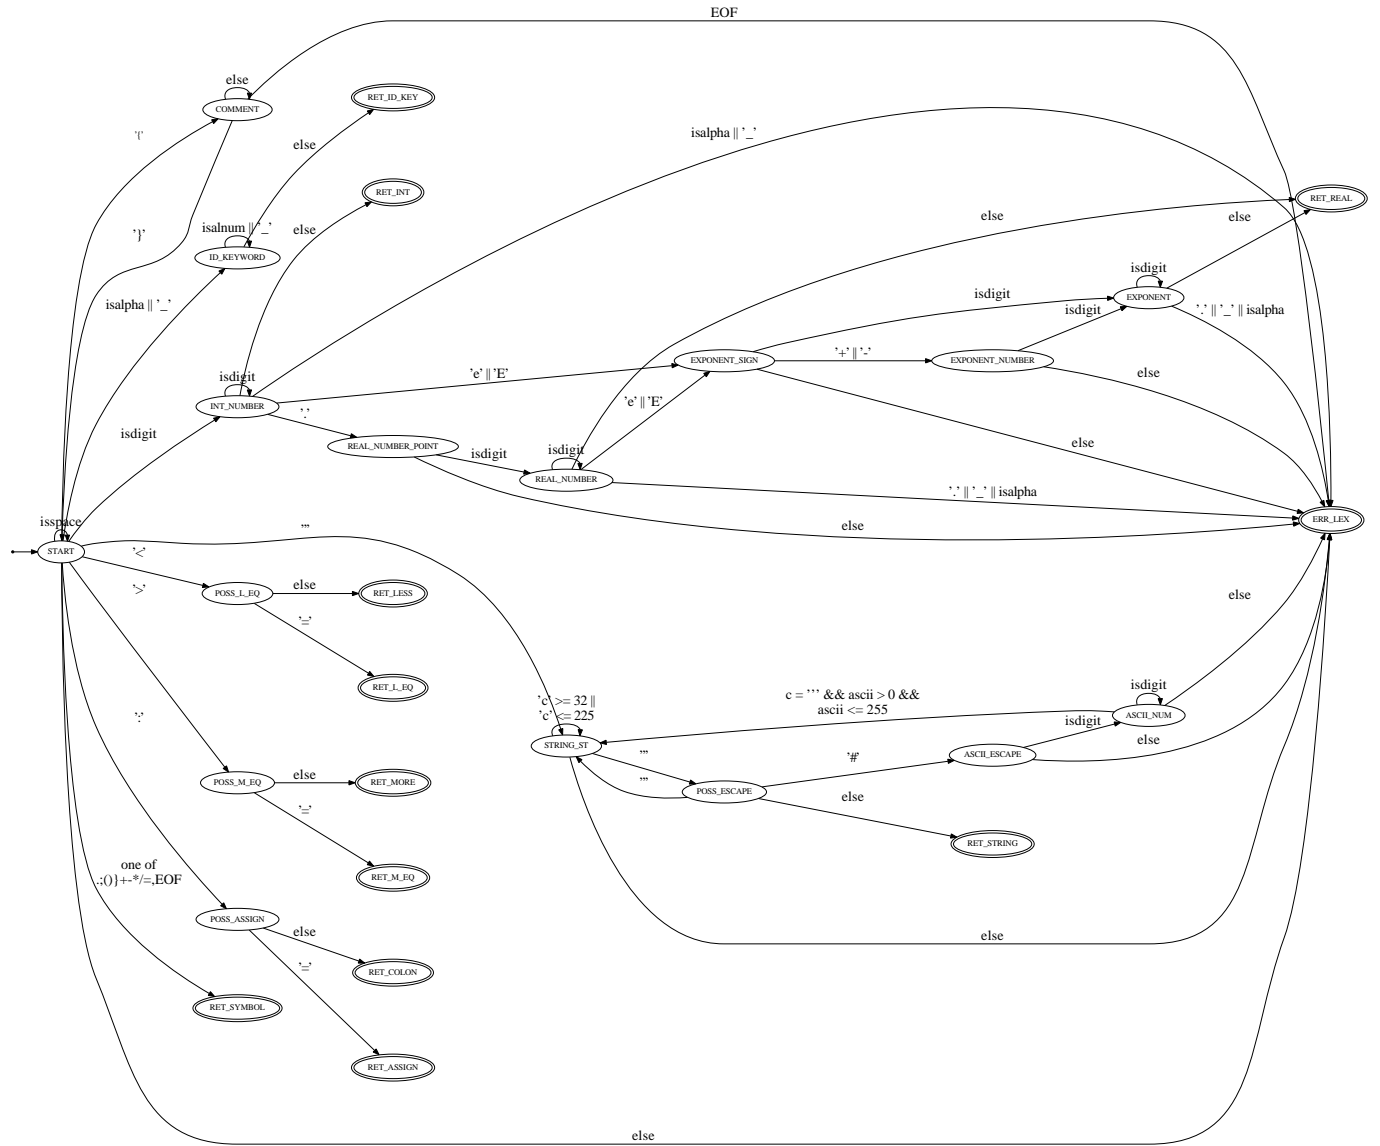 EOF
else
COMMENT
RET_ID_KEY
'{'
else
isalpha || '_'
RET_INT
RET_REAL
else
else
'}'
isalnum || '_'
else
ID_KEYWORD
isdigit
EXPONENT
isdigit
isalpha || '_'
isdigit
'.' || '_' || isalpha
EXPONENT_SIGN
'+' || '-'
EXPONENT_NUMBER
else
'e' || 'E'
isdigit
INT_NUMBER
'e' || 'E'
'.'
isdigit
REAL_NUMBER_POINT
else
isdigit
isdigit
REAL_NUMBER
'.' || '_' || isalpha
isspace
'''
else
ERR_LEX
START
'<'
'>'
POSS_L_EQ
else
RET_LESS
else
'='
RET_L_EQ
':'
'c' >= 32 ||
'c' <= 225
c = ''' && ascii > 0 &&
ascii <= 255
isdigit
ASCII_NUM
isdigit
STRING_ST
'''
else
ASCII_ESCAPE
'#'
'''
POSS_ESCAPE
else
POSS_M_EQ
else
RET_MORE
'='
RET_STRING
one of
.;()}+-*/=,EOF
RET_M_EQ
POSS_ASSIGN
else
else
'='
RET_COLON
RET_SYMBOL
RET_ASSIGN
else